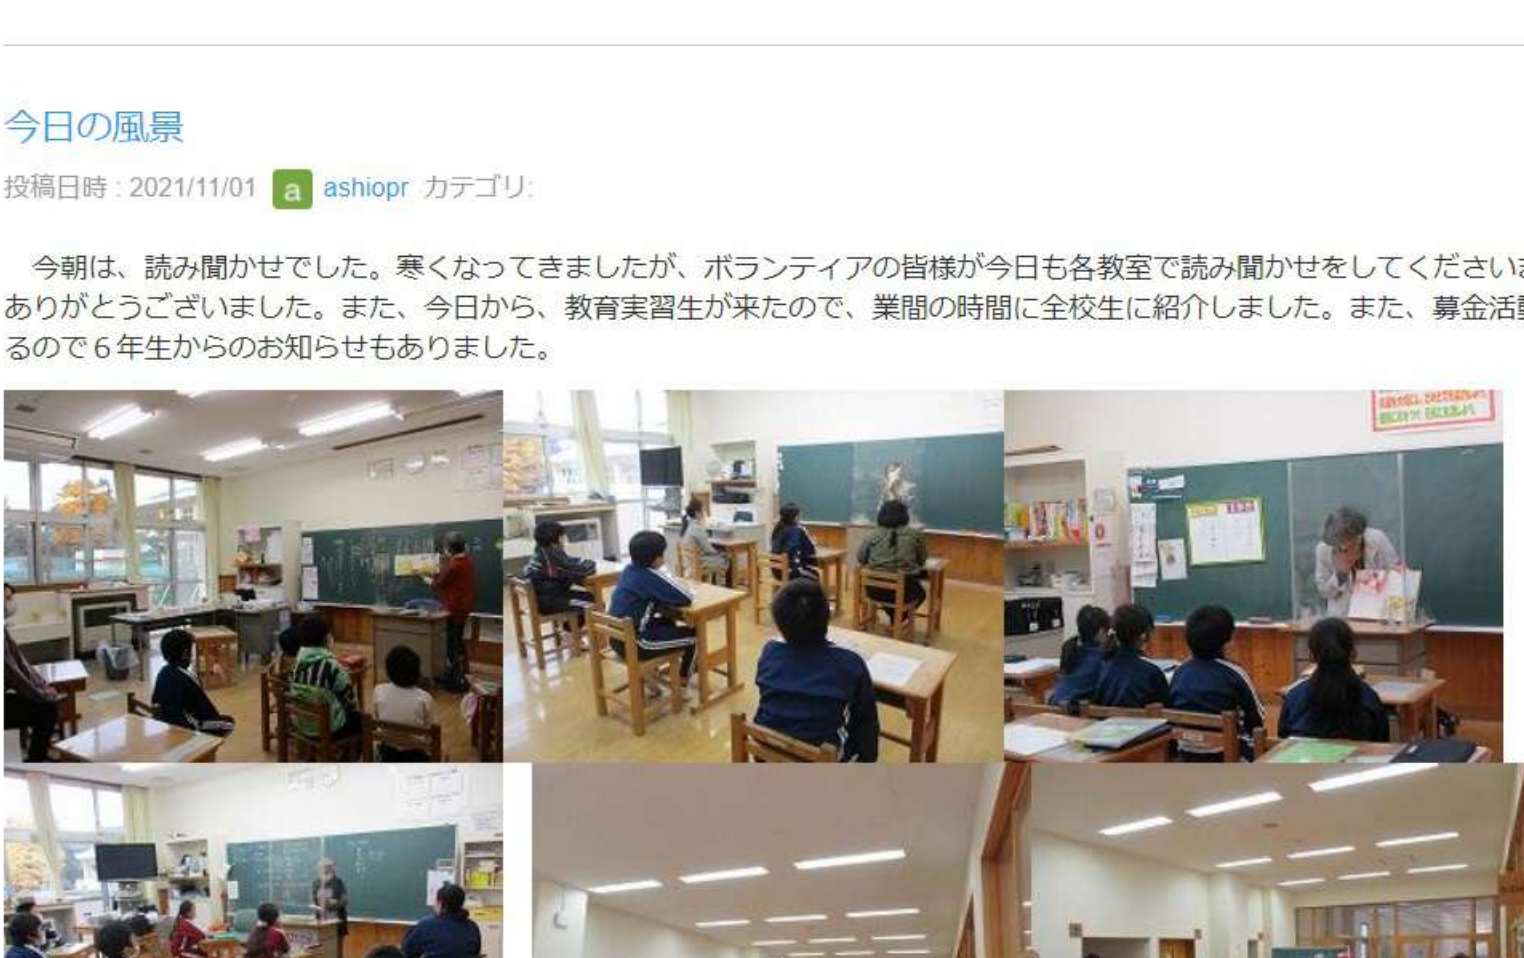 今日の風景
投稿日時 : 2021/11/01 a ashiopr カテゴリ:
今朝は、読み聞かせでした。寒くなってきましたが、ボランティアの皆様が今日も各教室で読み聞かせをしてくださいま
ありがとうございました。また、今日から、教育実習生が来たので、業間の時間に全校生に紹介しました。また、募金活動
るので６年生からのお知らせもありました。